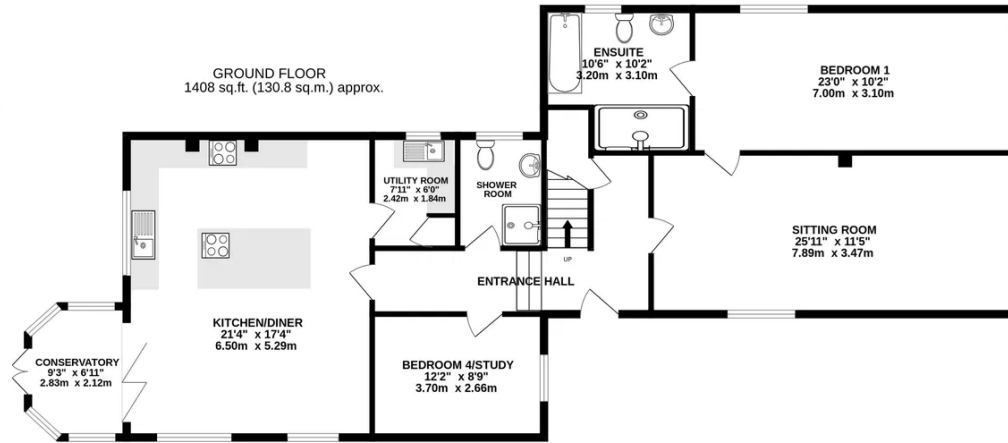 GROUND FLOOR
1408 sq.ft. (130.8 sq.m.) approx.
ENSUITE
10'6" x 10'2"
3.20m x 3.10m
BEDROOM 1
23'0" x 10'2"
7.00m x 3.10m
UTILITY ROOM
7'11" x 6'0"
2.42m x 1.84m
SHOWER
ROOM
SITTING ROOM
25'11" x 11'5"
7.89m x 3.47m
UP
ENTRANCE HALL
KITCHEN/DINER
21'4" x 17'4"
6.50m x 5.29m
CONSERVATORY
9'3" x 6'11"
2.83m x 2.12m
BEDROOM 4/STUDY
12'2" x 8'9"
3.70m x 2.66m